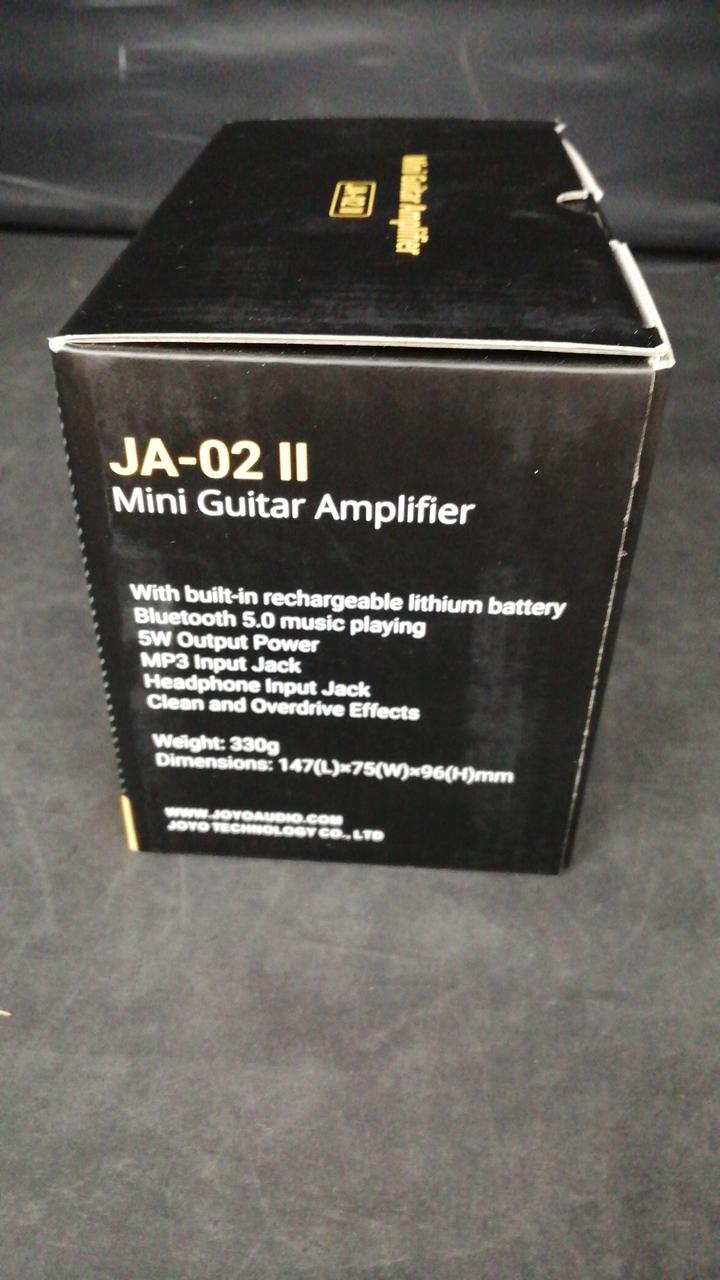 Mini Guitar Amplifier
JA-02 II
JA-02 II
Mini Guitar Amplifier
With built-in rechargeable lithium battery
Bluetooth 5.0 music playing
5W Output Power
MP3 Input Jack
Headphone Input Jack
Clean and Overdrive Effects
Weight: 330g
Dimensions: 147(L)×75(W)×96(H)mm
WWW.JOYOAUDIO.COM
JOYO TECHNOLOGY CO., LTD